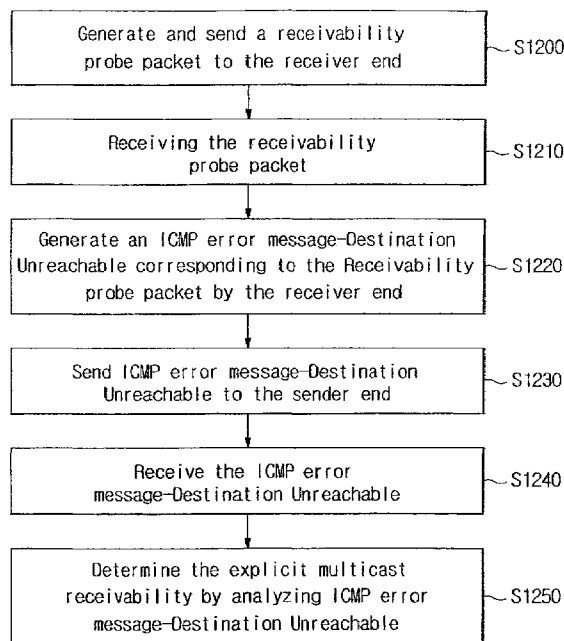 Generate and send a receivability
probe packet to the receiver end
S1200
Receiving the receivability
probe packet
S1210
Generate an ICMP error message-Destination
Unreachable corresponding to the Receivability
probe packet by the receiver end
S1220
Send ICMP error message-Destination
Unreachable to the sender end
S1230
Receive the ICMP error
message-Destination Unreachable
S1240
Determine the explicit multicast
receivability by analyzing ICMP error
message-Destination Unreachable
S1250